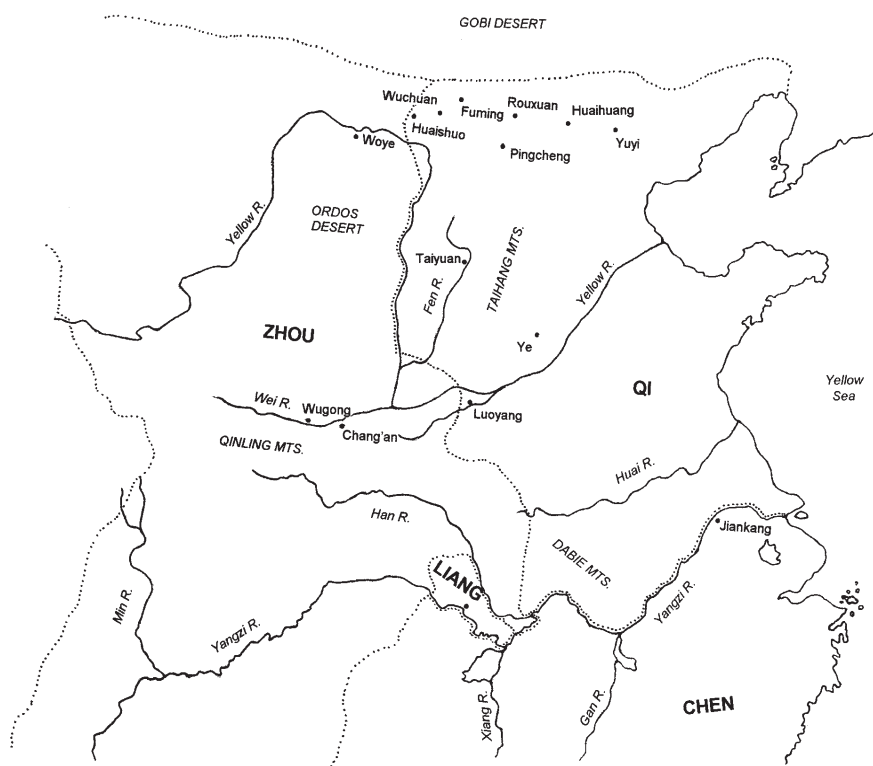 GOBI DESERT
Wuchuan
Fuming
Rouxuan
Huaihuang
Huaishuo
Yuyi
Woye
Pingcheng
Yellow R.
ORDOS
DESERT
Taiyuan
Fen R.
TAIHANG MTS.
Yellow R.
ZHOU
Ye
QI
Yellow
Sea
Wei R.
Wugong
Luoyang
Chang'an
QINLING MTS.
Huai R.
Han R.
Jiankang
DABIE MTS.
LIANG
Min R.
Yangzi R.
Yangzi R.
Xiang R.
Gan R.
CHEN